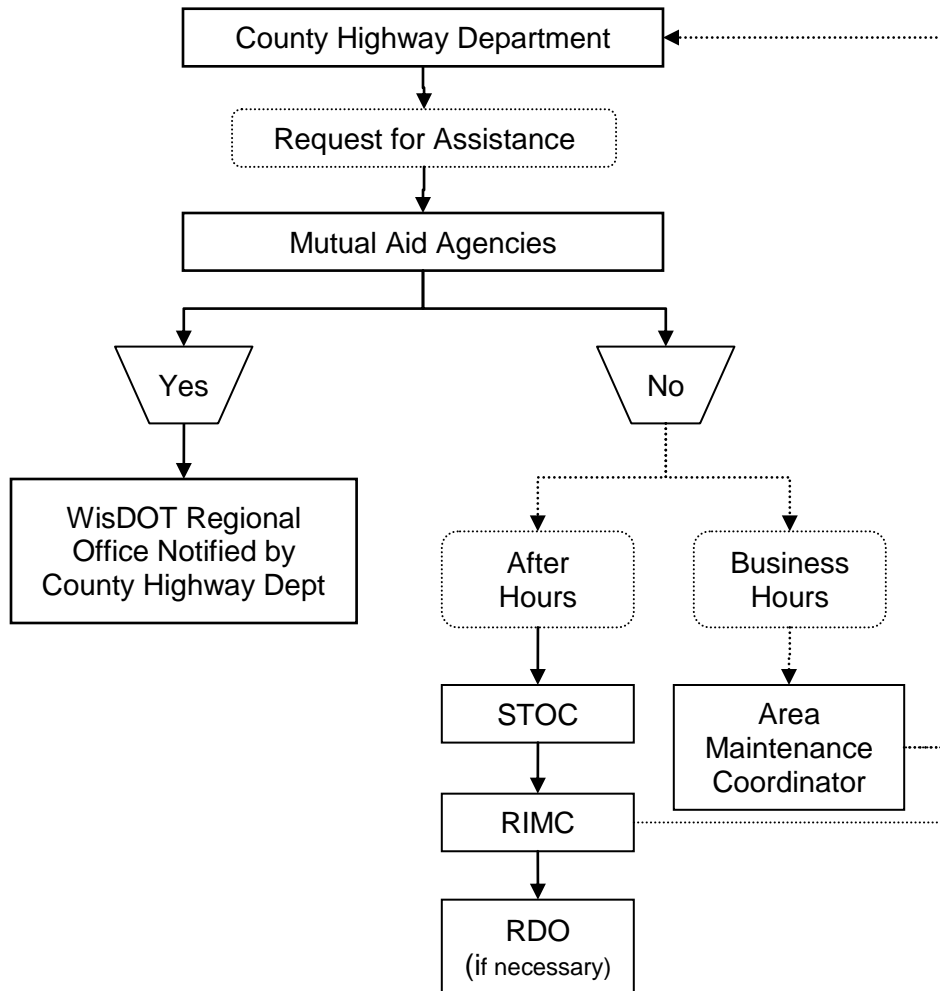 County Highway Department
Request for Assistance
Mutual Aid Agencies
Yes
No
WisDOT Regional
Office Notified by
County Highway Dept
After
Hours
Business
Hours
STOC
Area
Maintenance
Coordinator
RIMC
RDO
(if necessary)